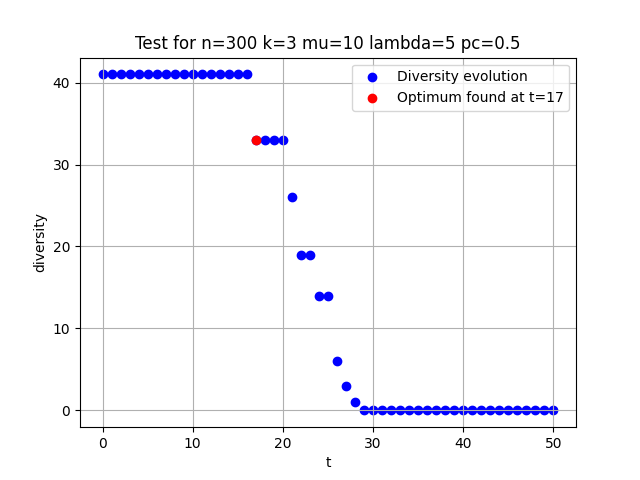 Test for n=300 k=3 mu=10 lambda=5 pc=0.5
Diversity evolution
Optimum found at t=17
40
30
20
10
0
diversity
0 10 20 30 40 50
t